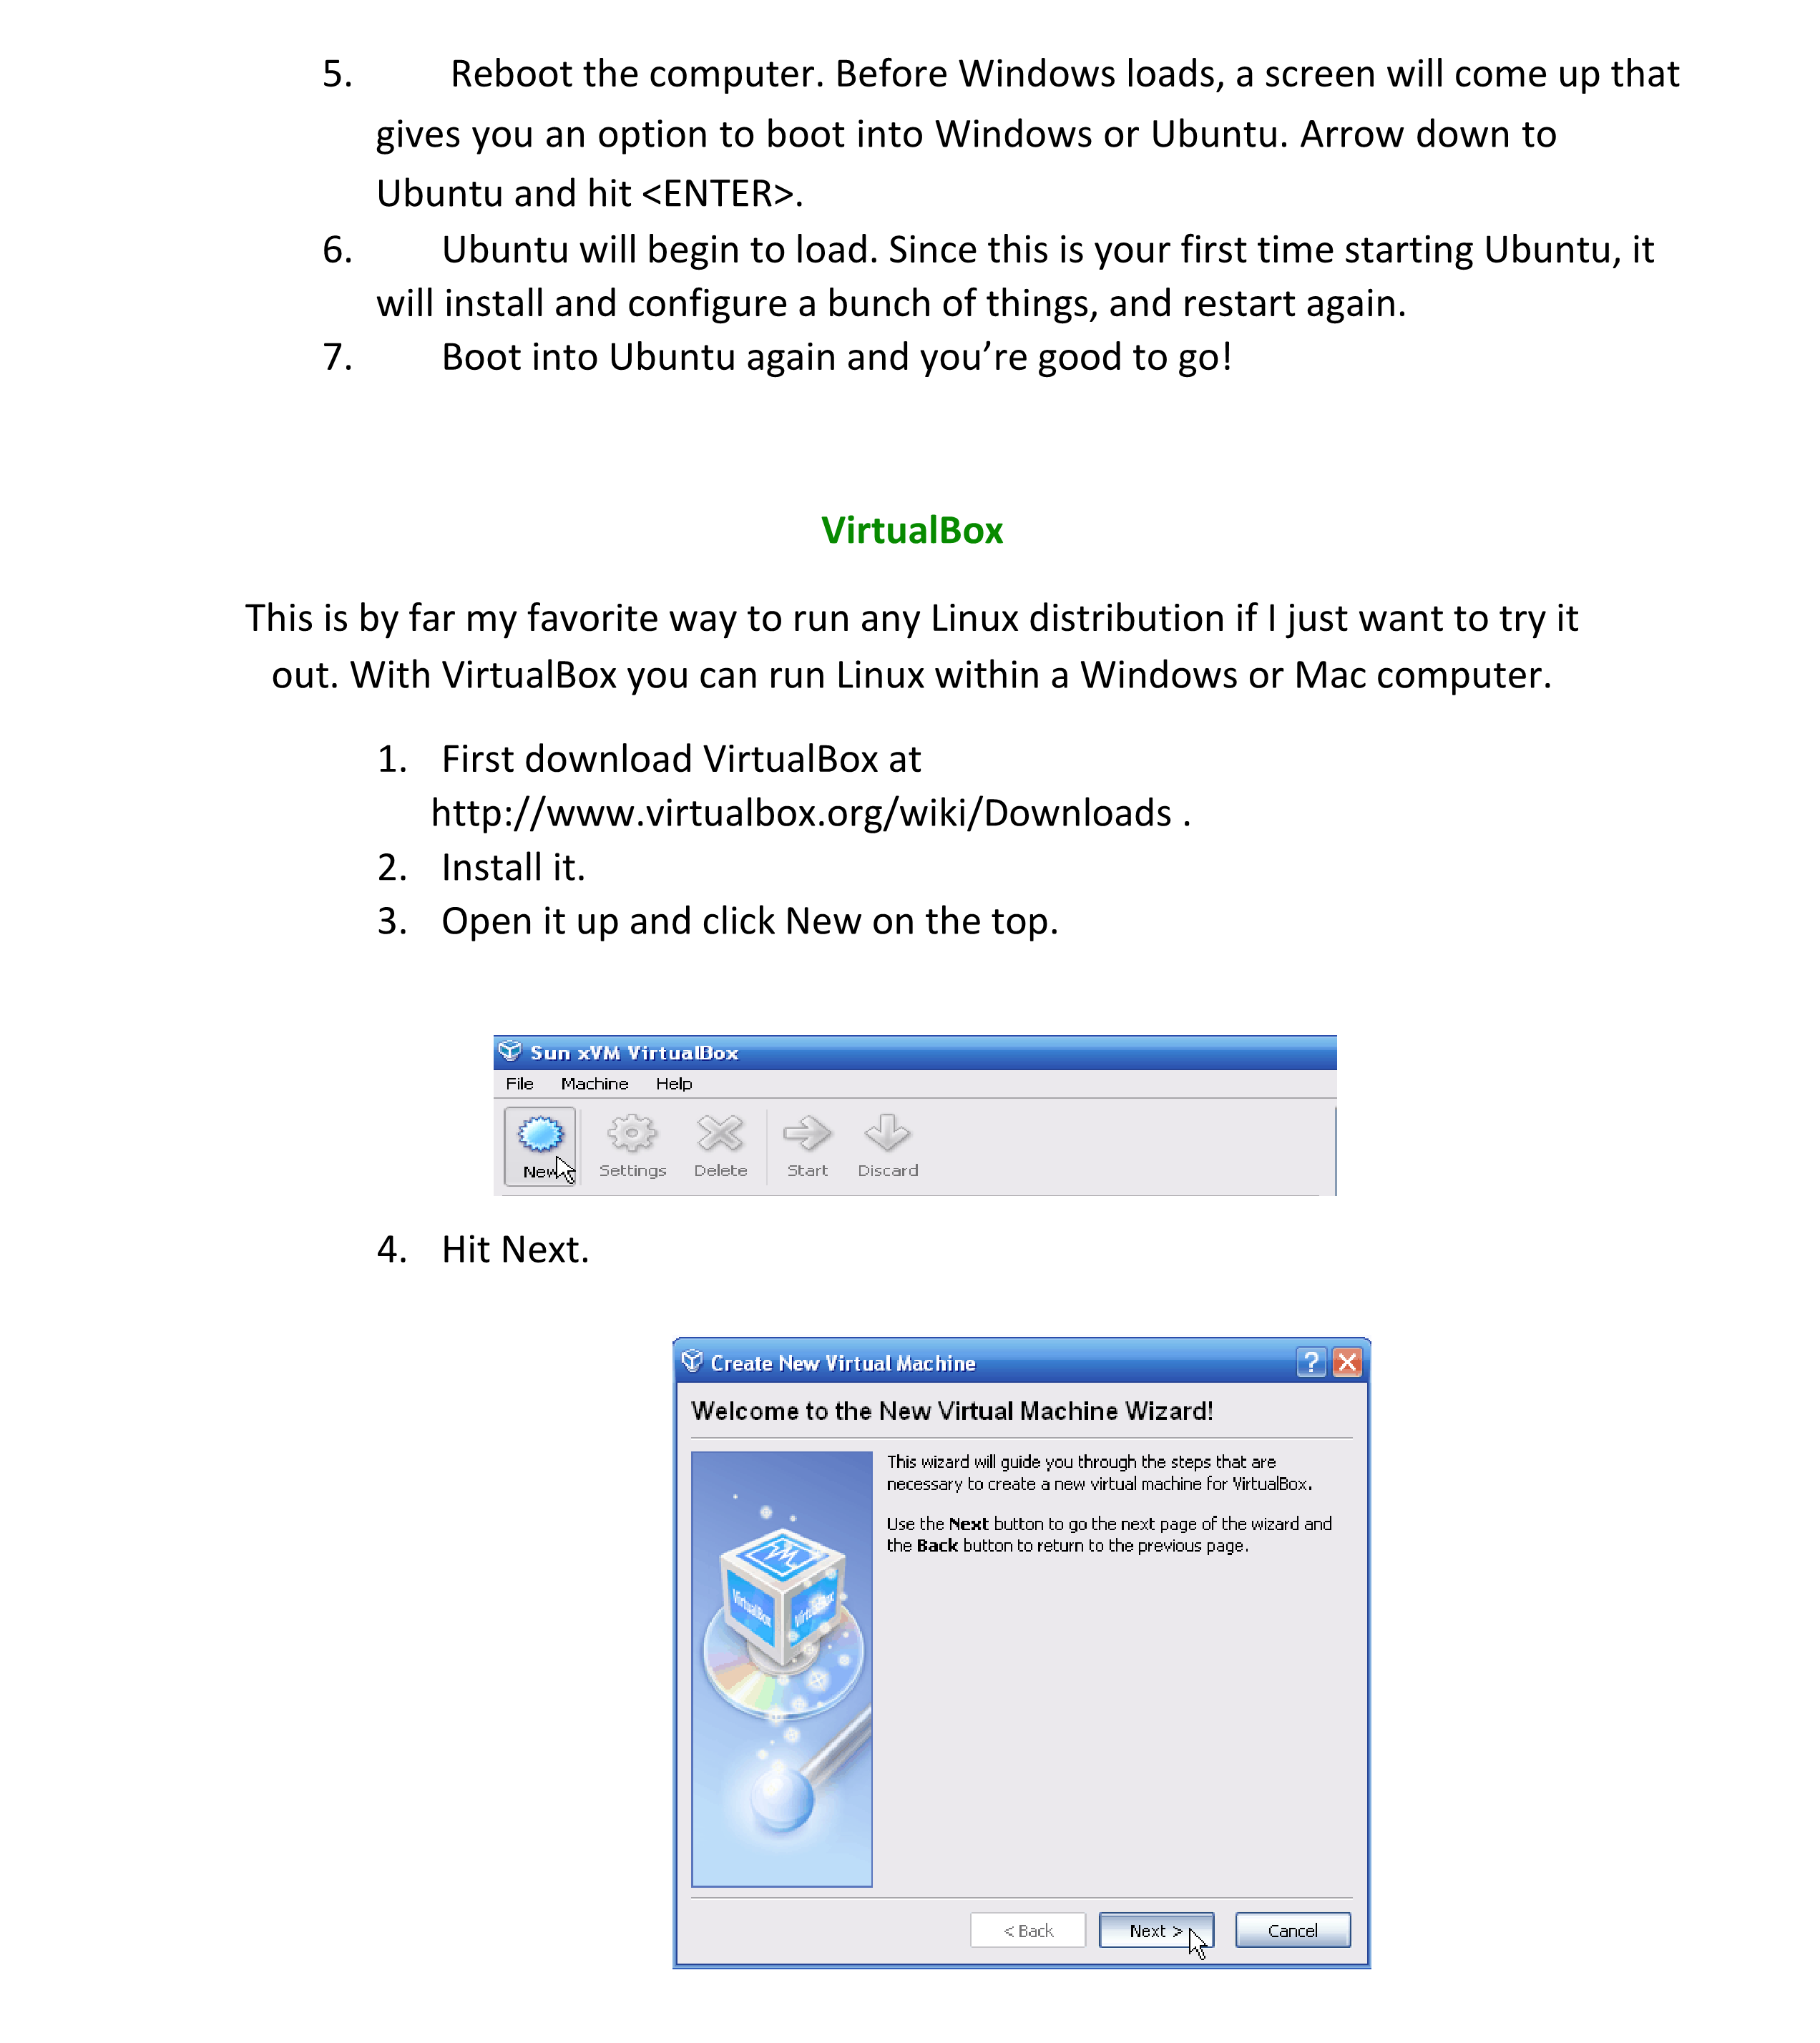 5. Reboot the computer. Before Windows loads, a screen will come up that
gives you an option to boot into Windows or Ubuntu. Arrow down to
Ubuntu and hit <ENTER>.
6. Ubuntu will begin to load. Since this is your first time starting Ubuntu, it
will install and configure a bunch of things, and restart again.
7. Boot into Ubuntu again and you’re good to go!
VirtualBox
This is by far my favorite way to run any Linux distribution if I just want to try it
out. With VirtualBox you can run Linux within a Windows or Mac computer.
1. First download VirtualBox at
http://www.virtualbox.org/wiki/Downloads .
2. Install it.
3. Open it up and click New on the top.
Sun xVM VirtualBox
File Machine Help
New Settings Delete Start Discard
4. Hit Next.
Create New Virtual Machine
Welcome to the New Virtual Machine Wizard!
This wizard will guide you through the steps that are
necessary to create a new virtual machine for VirtualBox.
Use the Next button to go the next page of the wizard and
the Back button to return to the previous page.
VirtualBox VirtualBox
< Back Next > Cancel